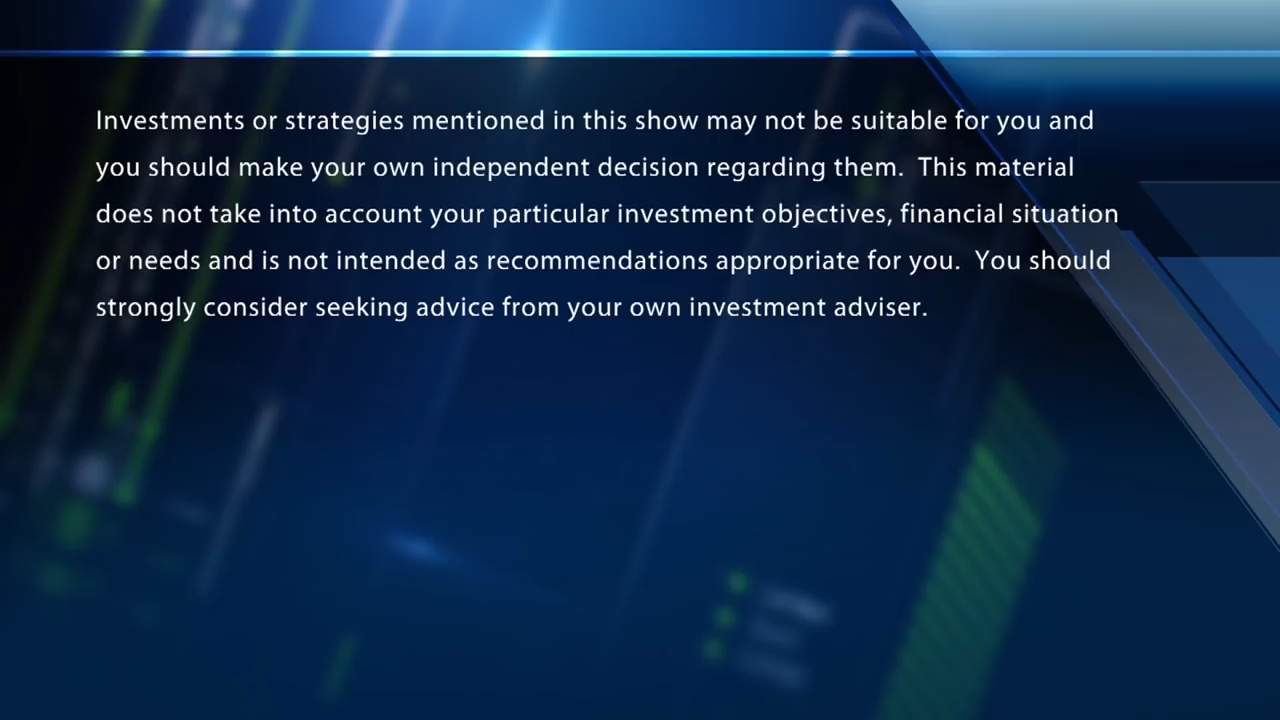 Investments or strategies mentioned in this show may not be suitable for you and
you should make your own independent decision regarding them.  This material
does not take into account your particular investment objectives, financial situation
or needs and is not intended as recommendations appropriate for you.  You should
strongly consider seeking advice from your own investment adviser.